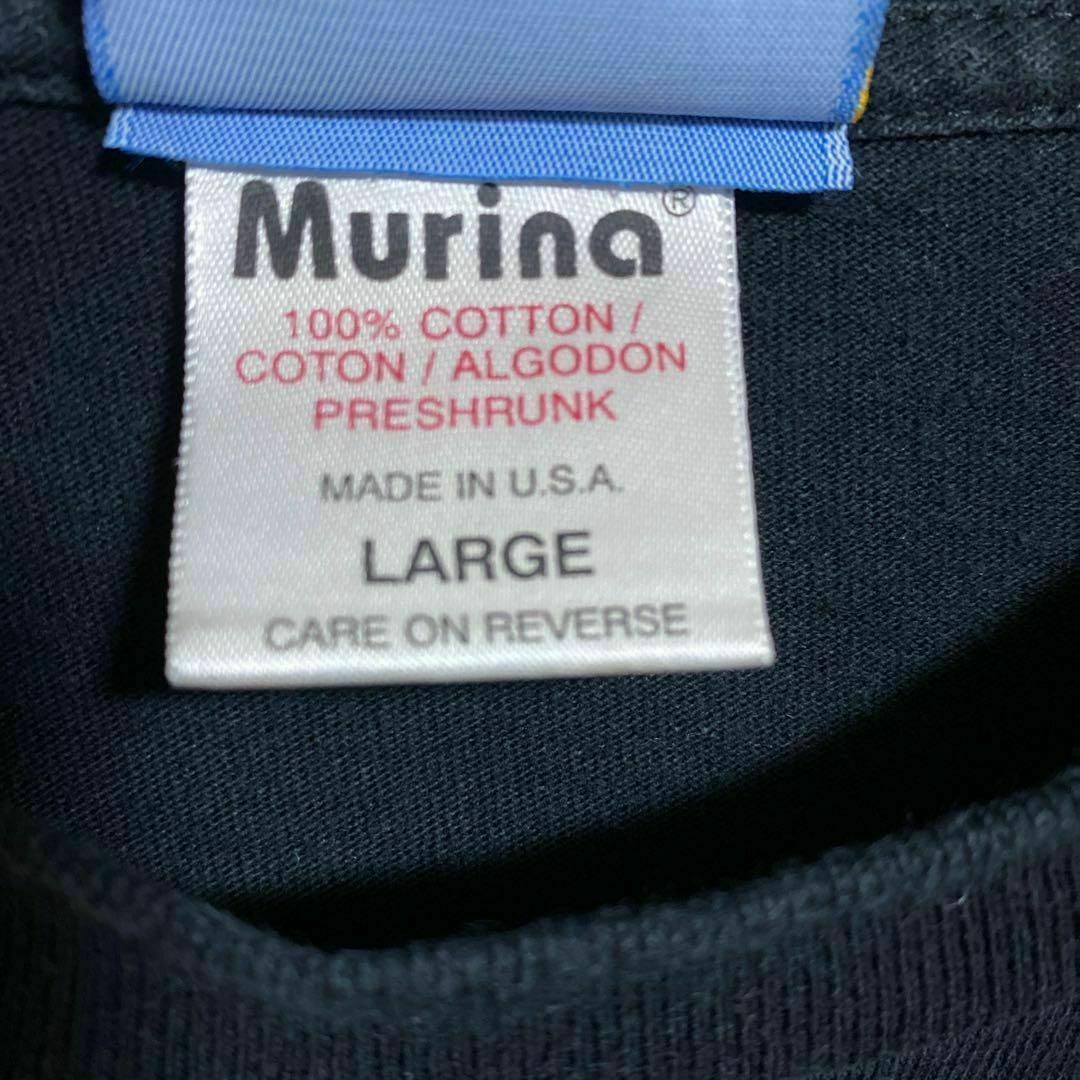 Murina®
100% COTTON /
COTON / ALGODON
PRESHRUNK
MADE IN U.S.A.
LARGE
CARE ON REVERSE